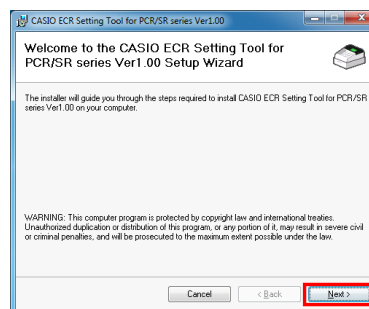 CASIO ECR Setting Tool for PCR/SR series Ver1.00
Welcome to the CASIO ECR Setting Tool for
PCR/SR series Ver1.00 Setup Wizard
The installer will guide you through the steps required to install CASIO ECR Setting Tool for PCR/SR
series Ver1.00 on your computer.
WARNING: This computer program is protected by copyright law and international treaties.
Unauthorized duplication or distribution of this program, or any portion of it, may result in severe civil
or criminal penalties, and will be prosecuted to the maximum extent possible under the law.
Cancel < Back Next >